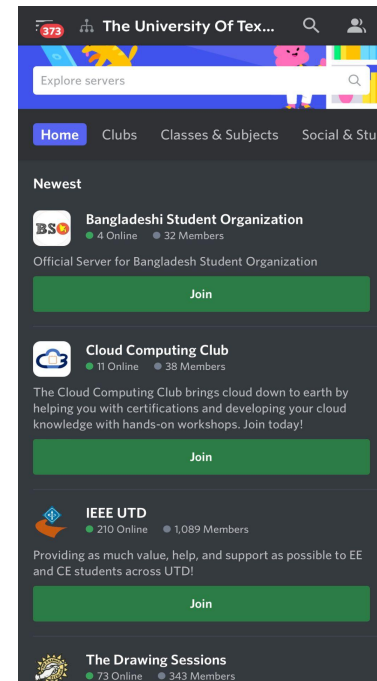 373
The University Of Tex...
Explore servers
Home Clubs Classes & Subjects Social & Stu
Newest
BSO
Bangladeshi Student Organization
4 Online 32 Members
Official Server for Bangladesh Student Organization
Join
Cloud Computing Club
11 Online 38 Members
The Cloud Computing Club brings cloud down to earth by
helping you with certifications and developing your cloud
knowledge with hands-on workshops. Join today!
Join
IEEE UTD
210 Online 1,089 Members
Providing as much value, help, and support as possible to EE
and CE students across UTD!
Join
The Drawing Sessions
73 Online 343 Members